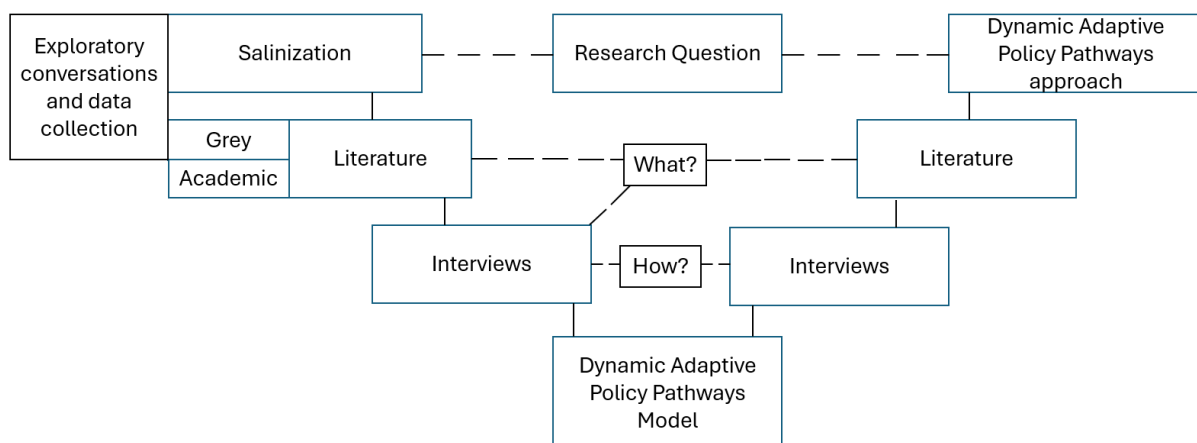 Exploratory
conversations
and data
collection
Salinization
Research Question
Dynamic Adaptive
Policy Pathways
approach
Grey
Academic
Literature
What?
Literature
Interviews
How?
Interviews
Dynamic Adaptive
Policy Pathways
Model